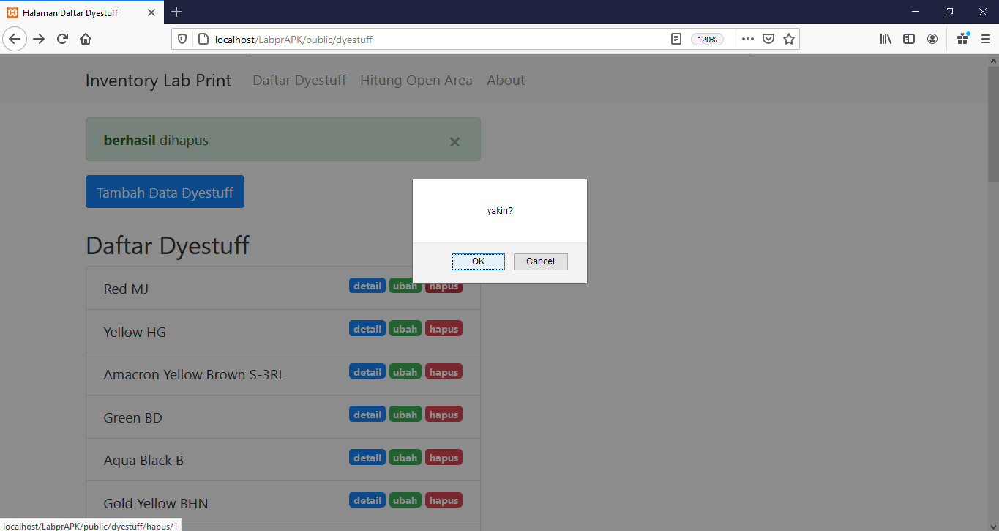 Halaman Daftar Dyestuff
localhost/LabprAPK/public/dyestuff
120%
Inventory Lab Print Daftar Dyestuff Hitung Open Area About
berhasil dihapus
Tambah Data Dyestuff
yakin?
OK Cancel
Daftar Dyestuff
Red MJ detail ubah hapus
Yellow HG detail ubah hapus
Amacron Yellow Brown S-3RL detail ubah hapus
Green BD detail ubah hapus
Aqua Black B detail ubah hapus
Gold Yellow BHN detail ubah hapus
localhost/LabprAPK/public/dyestuff/hapus/1